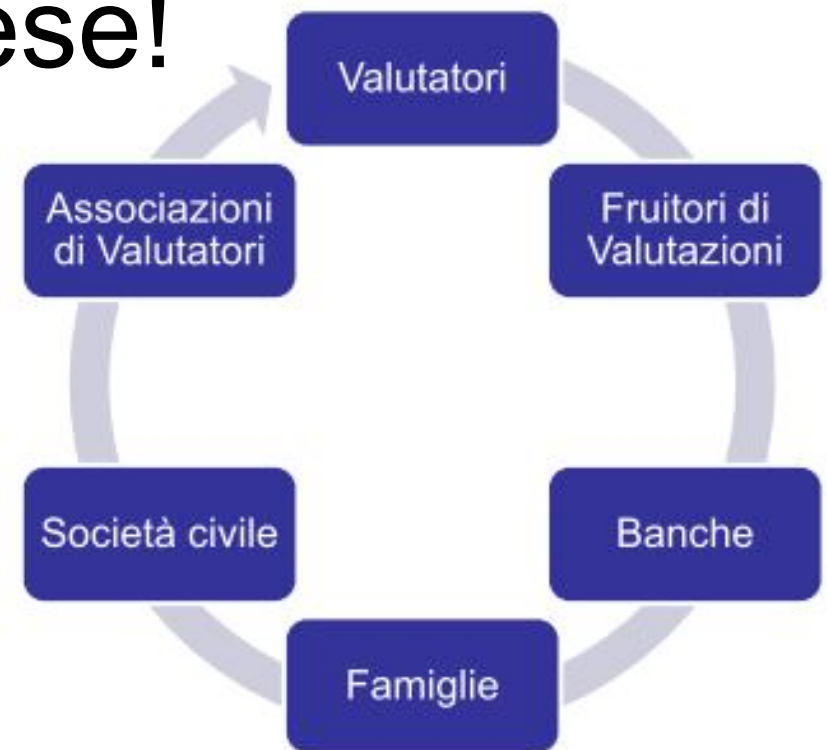 ese!
Valutatori
Fruitori di
Valutazioni
Banche
Famiglie
Società civile
Associazioni
di Valutatori